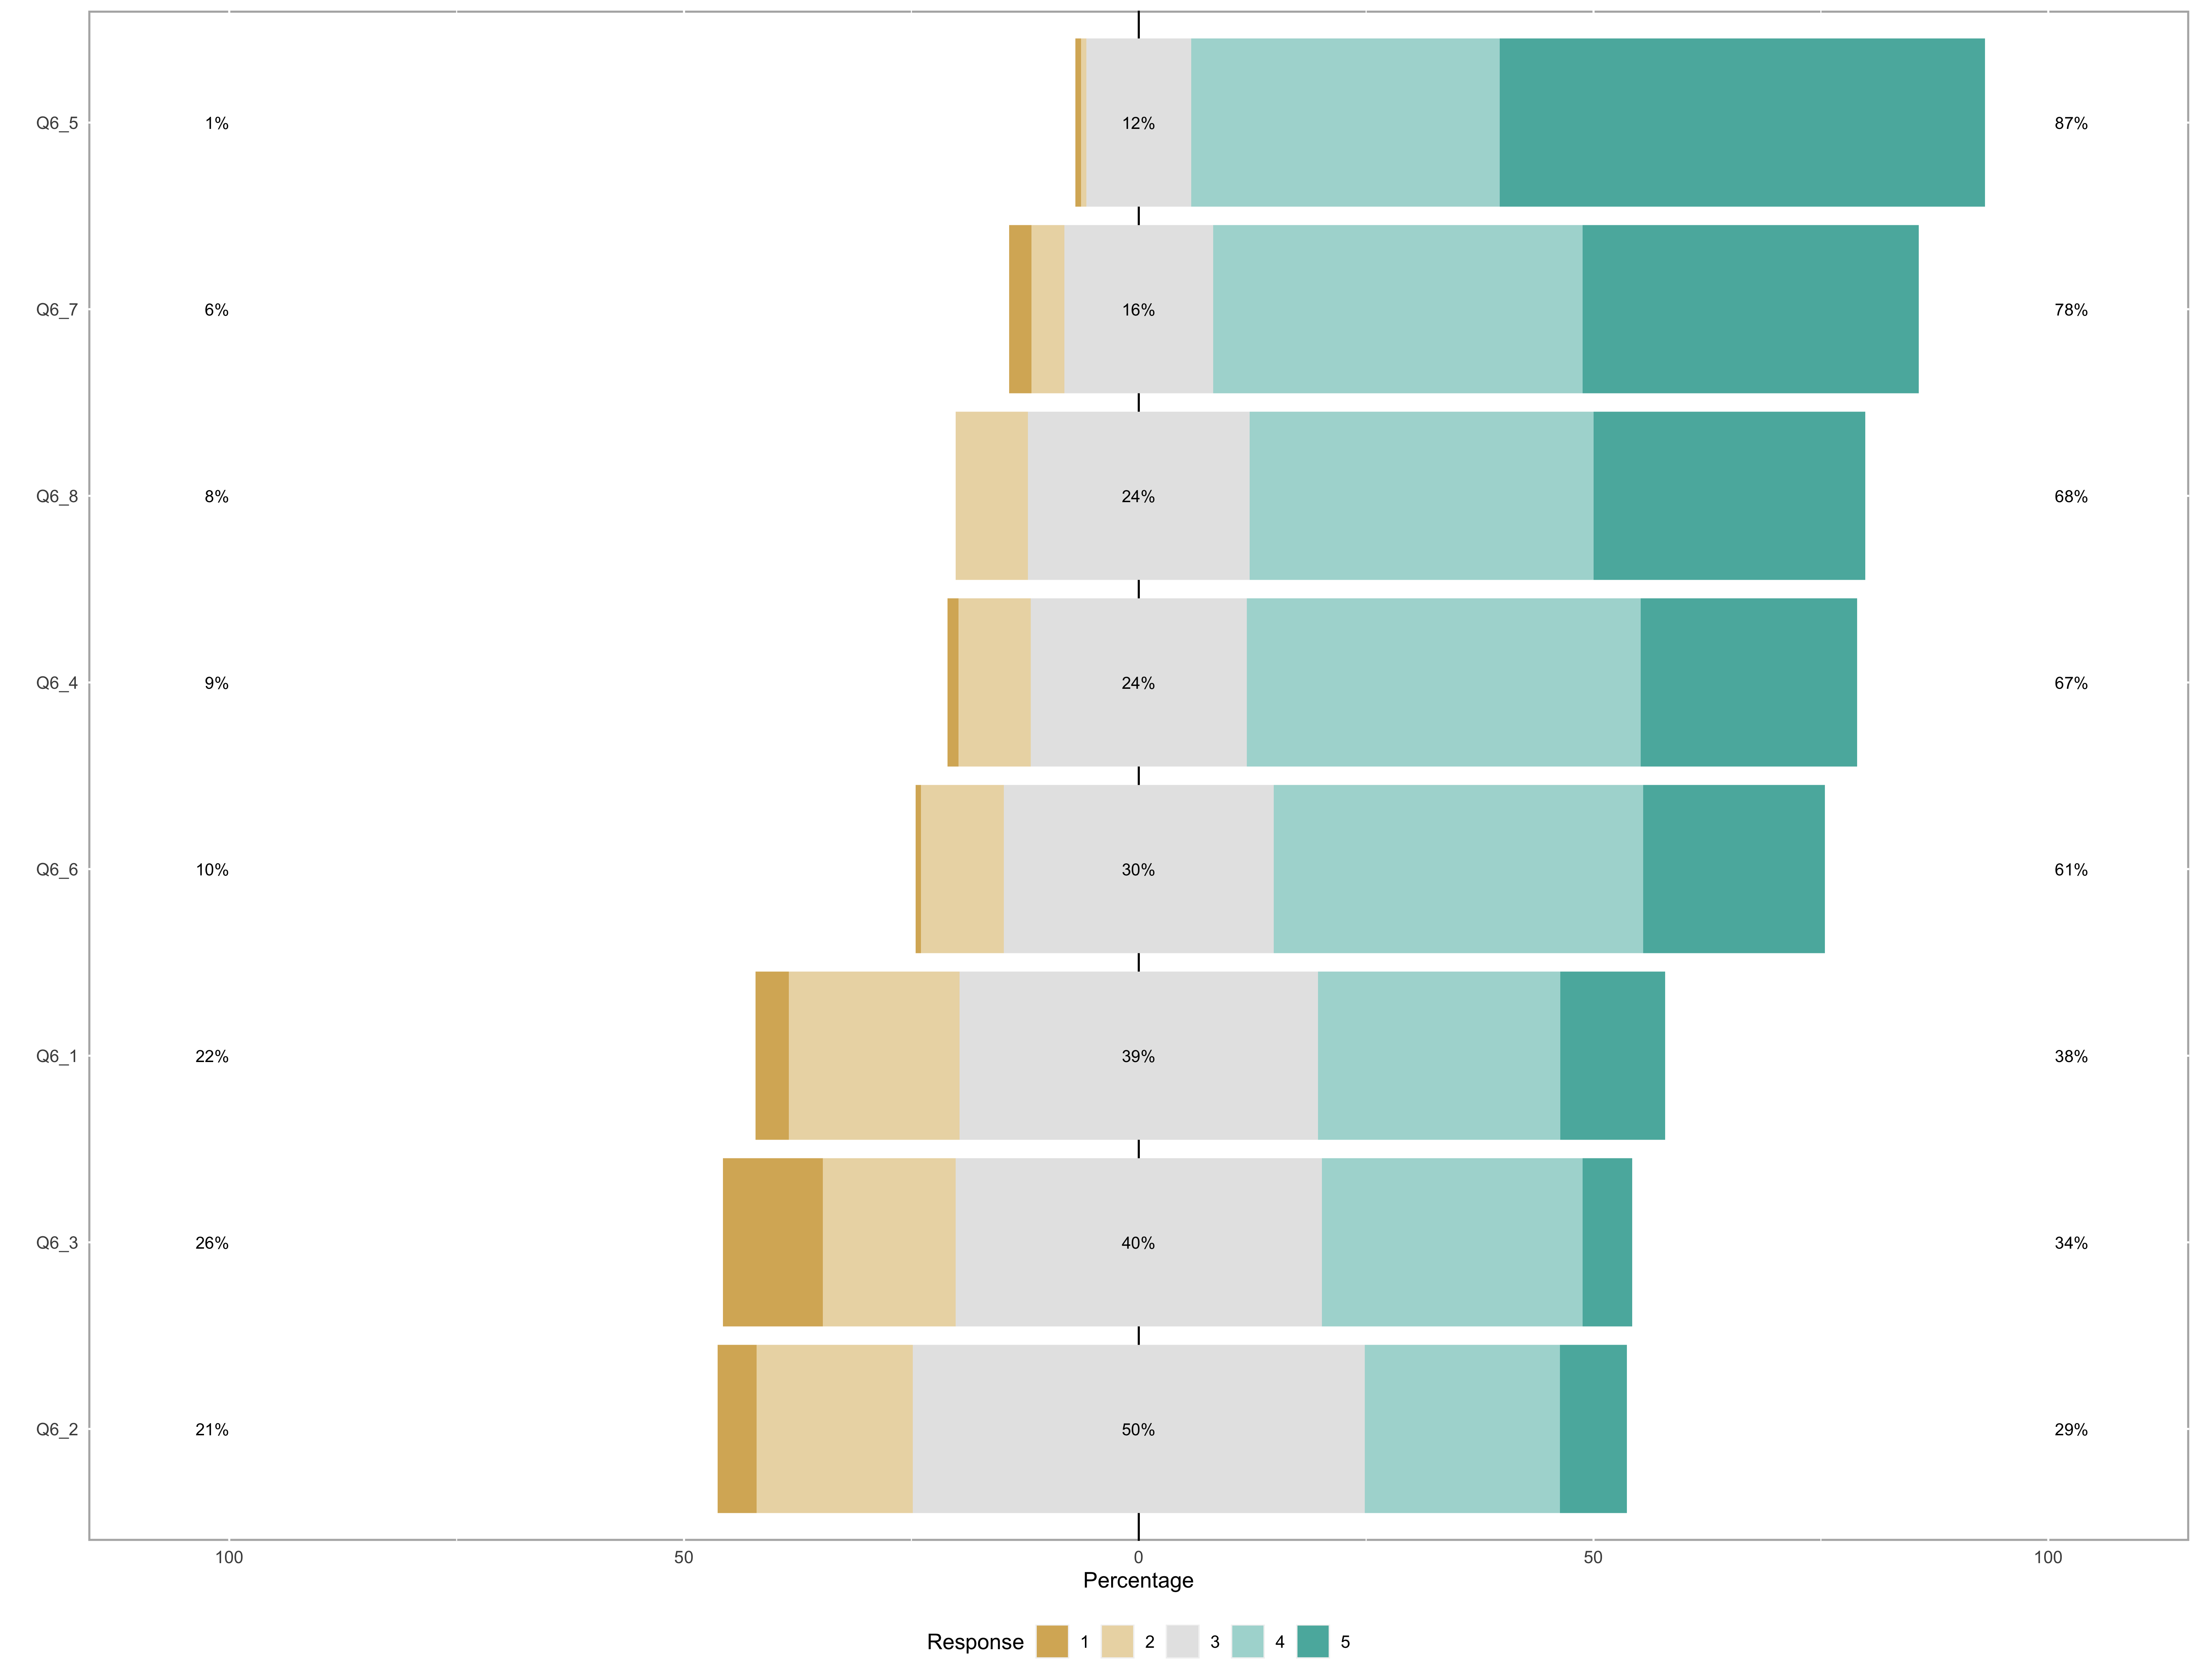 Q6_5 1% 12% 87%
Q6_7 6% 16% 78%
Q6_8 8% 24% 68%
Q6_4 9% 24% 67%
Q6_6 10% 30% 61%
Q6_1 22% 39% 38%
Q6_3 26% 40% 34%
Q6_2 21% 50% 29%
100 50 0 50 100
Percentage
Response 1 2 3 4 5